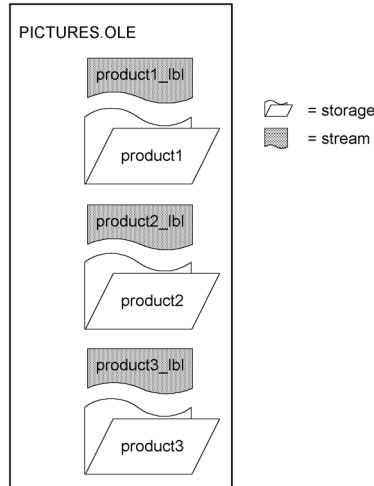 PICTURES.OLE
product1_lbl
product1
product2_lbl
product2
product3_lbl
product3
= storage
= stream